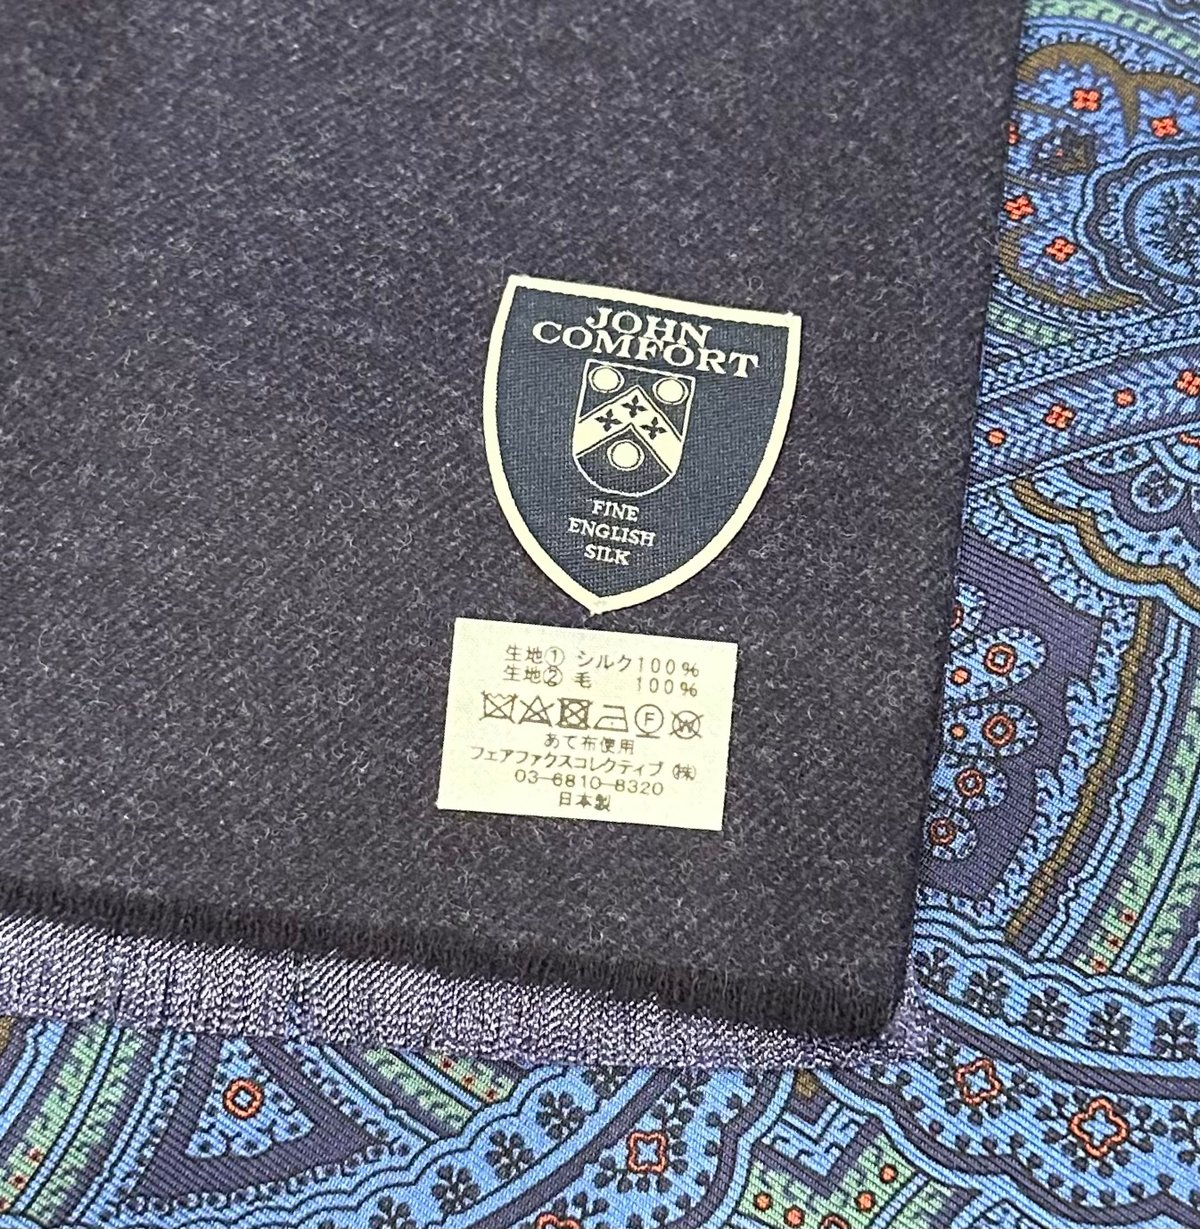 JOHN
COMFORT
FINE
ENGLISH
SILK
生地① シルク100%
生地② 毛 100%
F W
あて布使用
フェアファクスコレクティブ(株)
03-6810-8320
日本製